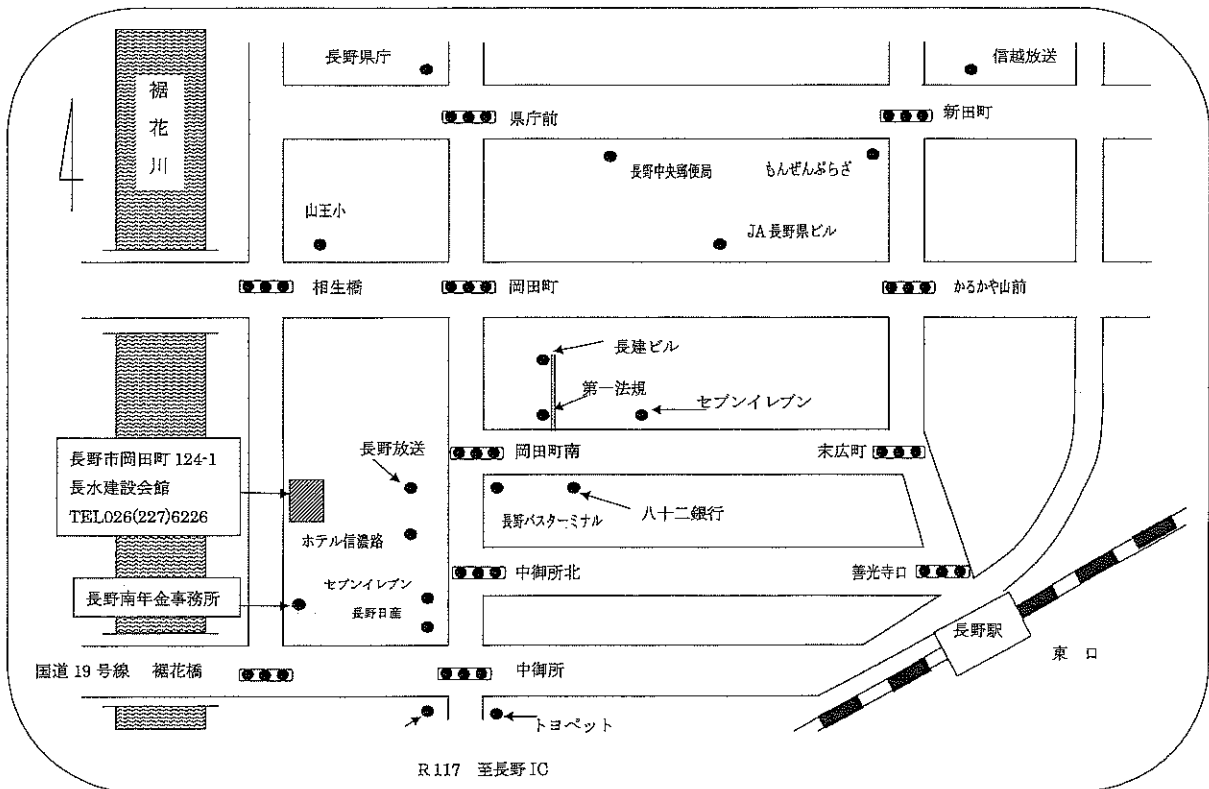 長野県庁
信越放送
裾花川
県庁前
新田町
長野中央郵便局
もんぜんぷらざ
山王小
JA長野県ビル
相生橋
岡田町
かるかや山前
長建ビル
第一法規
セブンイレブン
長野市岡田町 124-1
長水建設会館
TEL026(227)6226
長野放送
岡田町南
末広町
長野バスターミナル
八十二銀行
ホテル信濃路
セブンイレブン
中御所北
善光寺口
長野南年金事務所
長野日産
長野駅
東 口
国道 19 号線 裾花橋
中御所
トヨペット
R117 至長野 IC